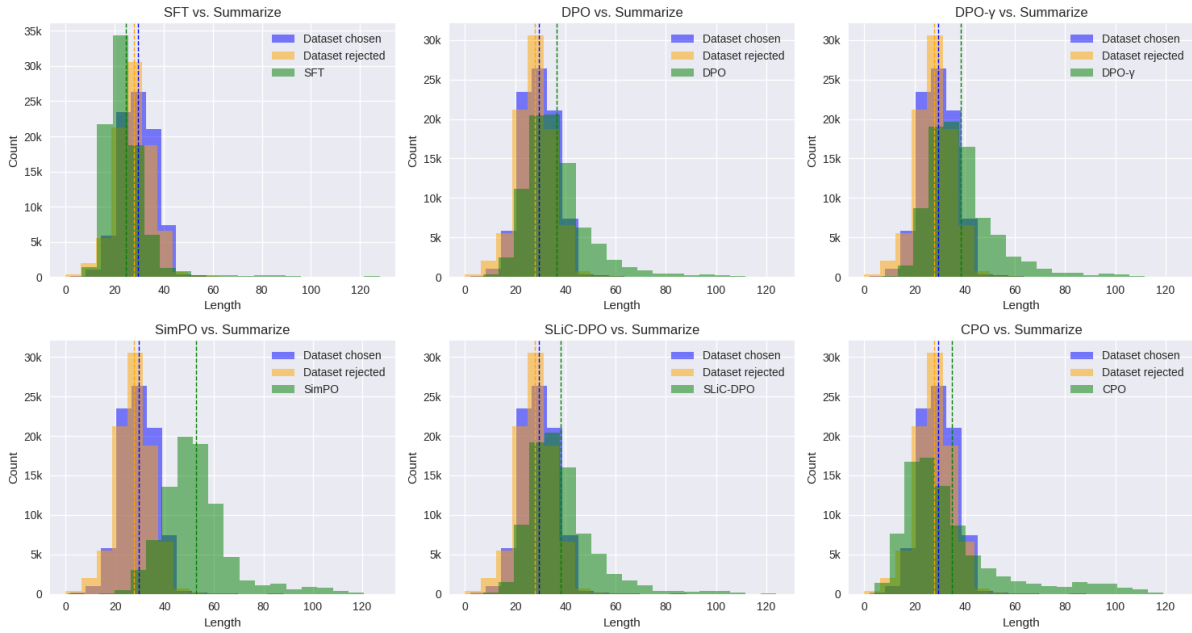 SFT vs. Summarize
Dataset chosen
Dataset rejected
SFT
35k
30k
25k
20k
15k
10k
5k
0
Count
0 20 40 60 80 100 120
Length
DPO vs. Summarize
Dataset chosen
Dataset rejected
DPO
30k
25k
20k
15k
10k
5k
0
Count
0 20 40 60 80 100 120
Length
DPO-γ vs. Summarize
Dataset chosen
Dataset rejected
DPO-γ
30k
25k
20k
15k
10k
5k
0
Count
0 20 40 60 80 100 120
Length
SimPO vs. Summarize
Dataset chosen
Dataset rejected
SimPO
30k
25k
20k
15k
10k
5k
0
Count
0 20 40 60 80 100 120
Length
SLiC-DPO vs. Summarize
Dataset chosen
Dataset rejected
SLiC-DPO
30k
25k
20k
15k
10k
5k
0
Count
0 20 40 60 80 100 120
Length
CPO vs. Summarize
Dataset chosen
Dataset rejected
CPO
30k
25k
20k
15k
10k
5k
0
Count
0 20 40 60 80 100 120
Length